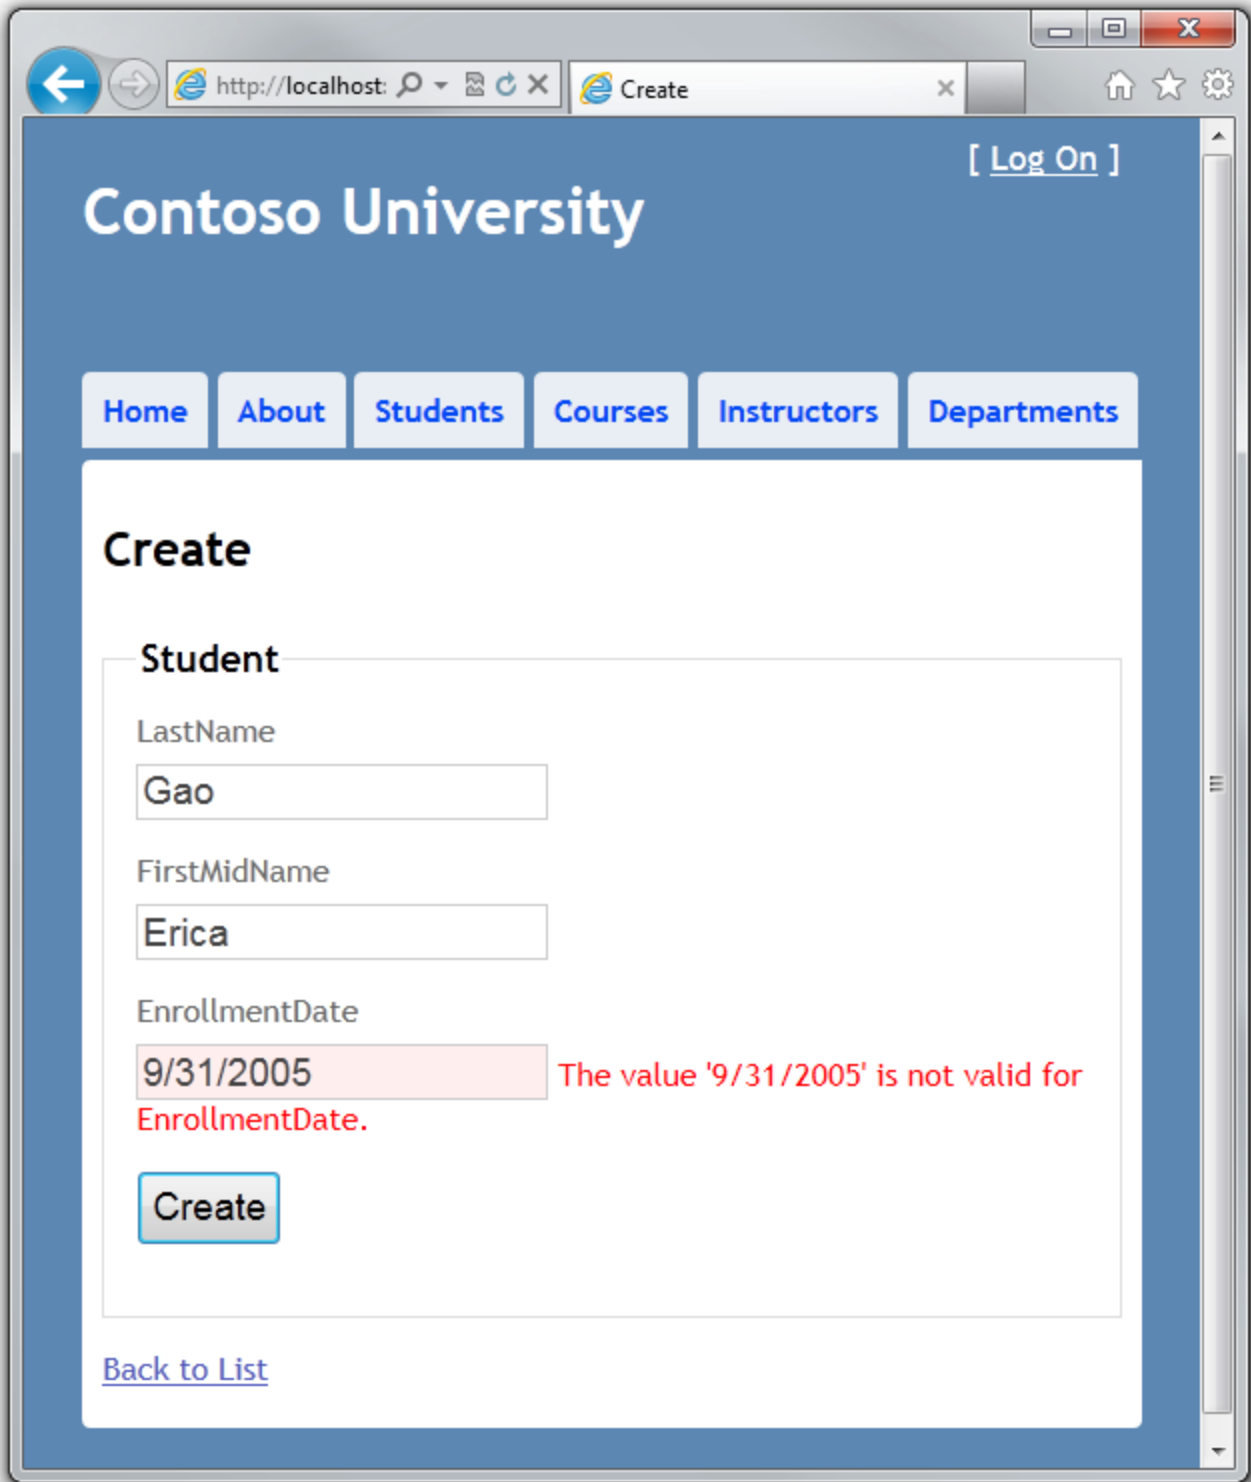 http://localhost:
Create
[ Log On ]
Contoso University
Home About Students Courses Instructors Departments
Create
Student
LastName
Gao
FirstMidName
Erica
EnrollmentDate
9/31/2005 The value '9/31/2005' is not valid for
EnrollmentDate.
Create
Back to List